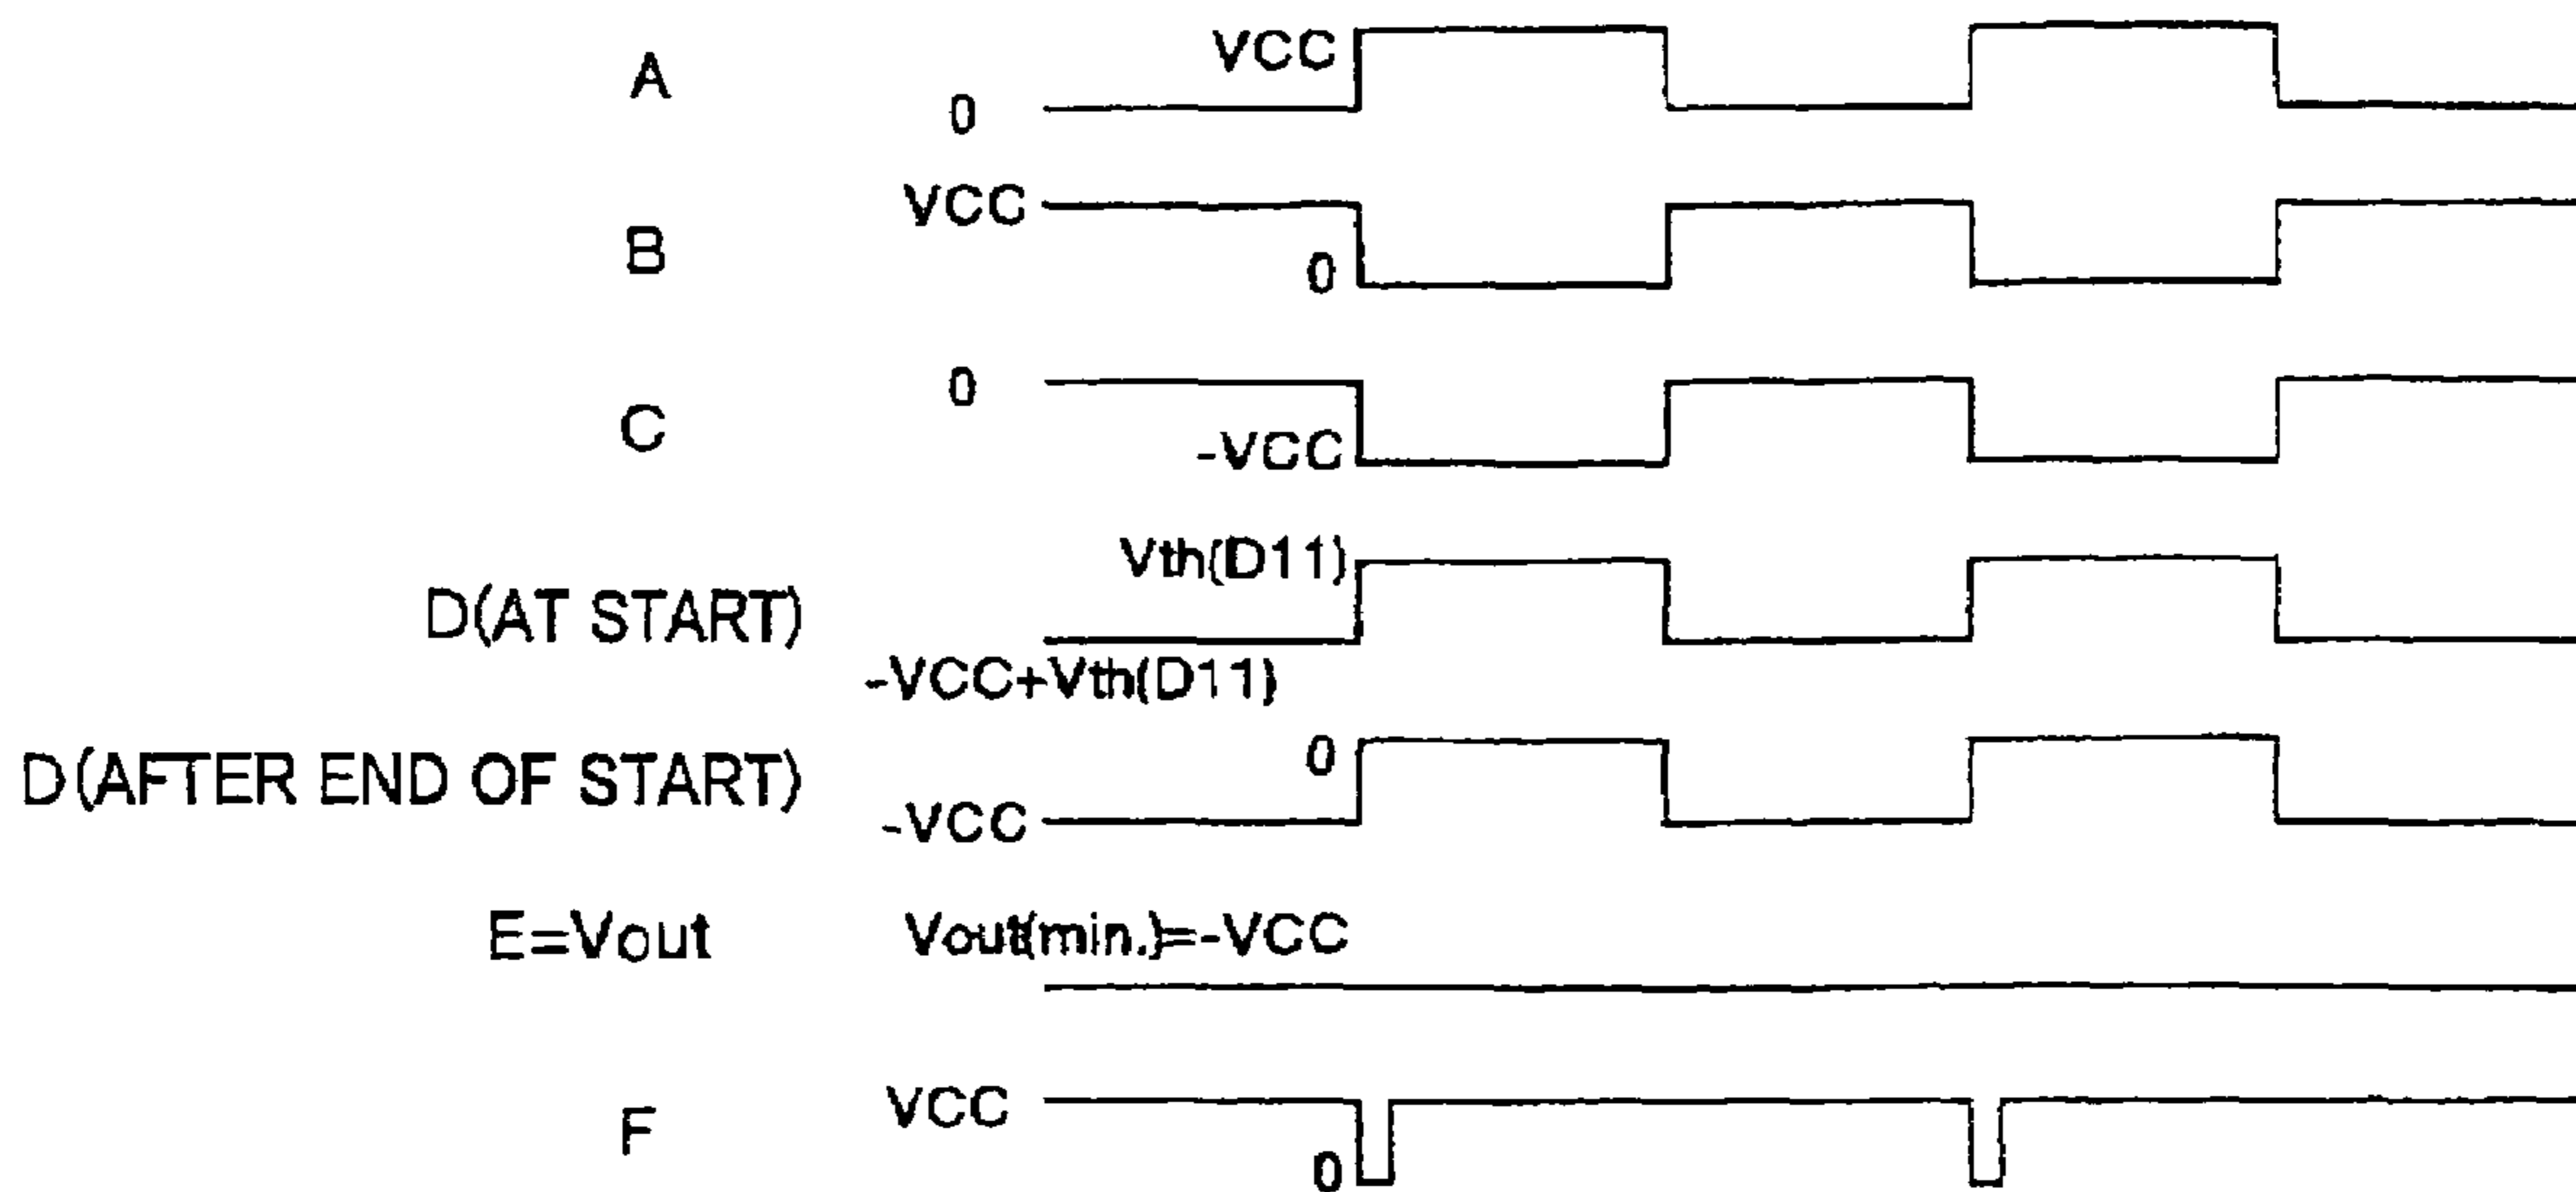 A
VCC
0
B
VCC
0
C
0
-VCC
D(AT START)
Vth(D11)
-VCC+Vth(D11)
D(AFTER END OF START)
0
-VCC
E=Vout
Vout(min.)=-VCC
F
VCC
0